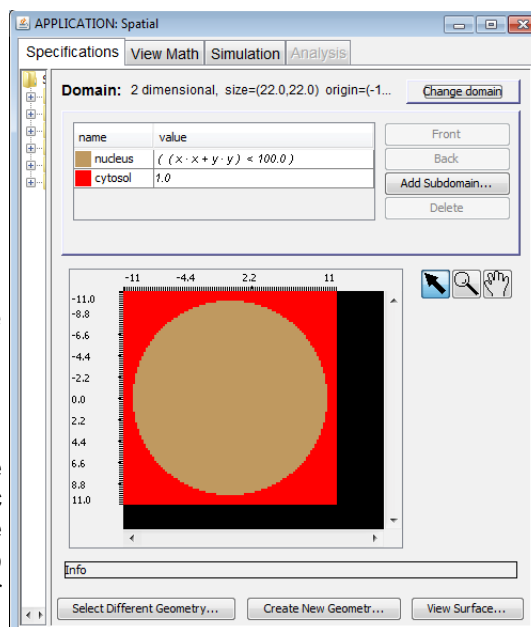 APPLICATION: Spatial
Specifications View Math Simulation Analysis
Domain: 2 dimensional, size=(22.0,22.0) origin=(-1... Change domain
name value
nucleus ( ( x · x + y · y ) < 100.0 )
cytosol 1.0
Front
Back
Add Subdomain...
Delete
-11 -4.4 2.2 11
-11.0
-8.8
-6.6
-4.4
-2.2
0.0
2.2
4.4
6.6
8.8
11.0
Info
Select Different Geometry... Create New Geometr... View Surface...